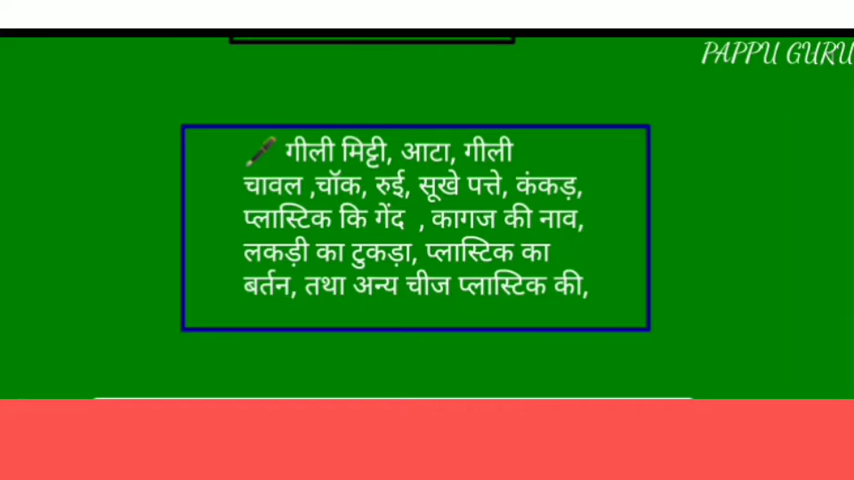 PAPPU GURU
गीली मिट्टी, आटा, गीली
चावल ,चॉक, रुई, सूखे पत्ते, कंकड़,
प्लास्टिक कि गेंद , कागज की नाव,
लकड़ी का टुकड़ा, प्लास्टिक का
बर्तन, तथा अन्य चीज प्लास्टिक की,